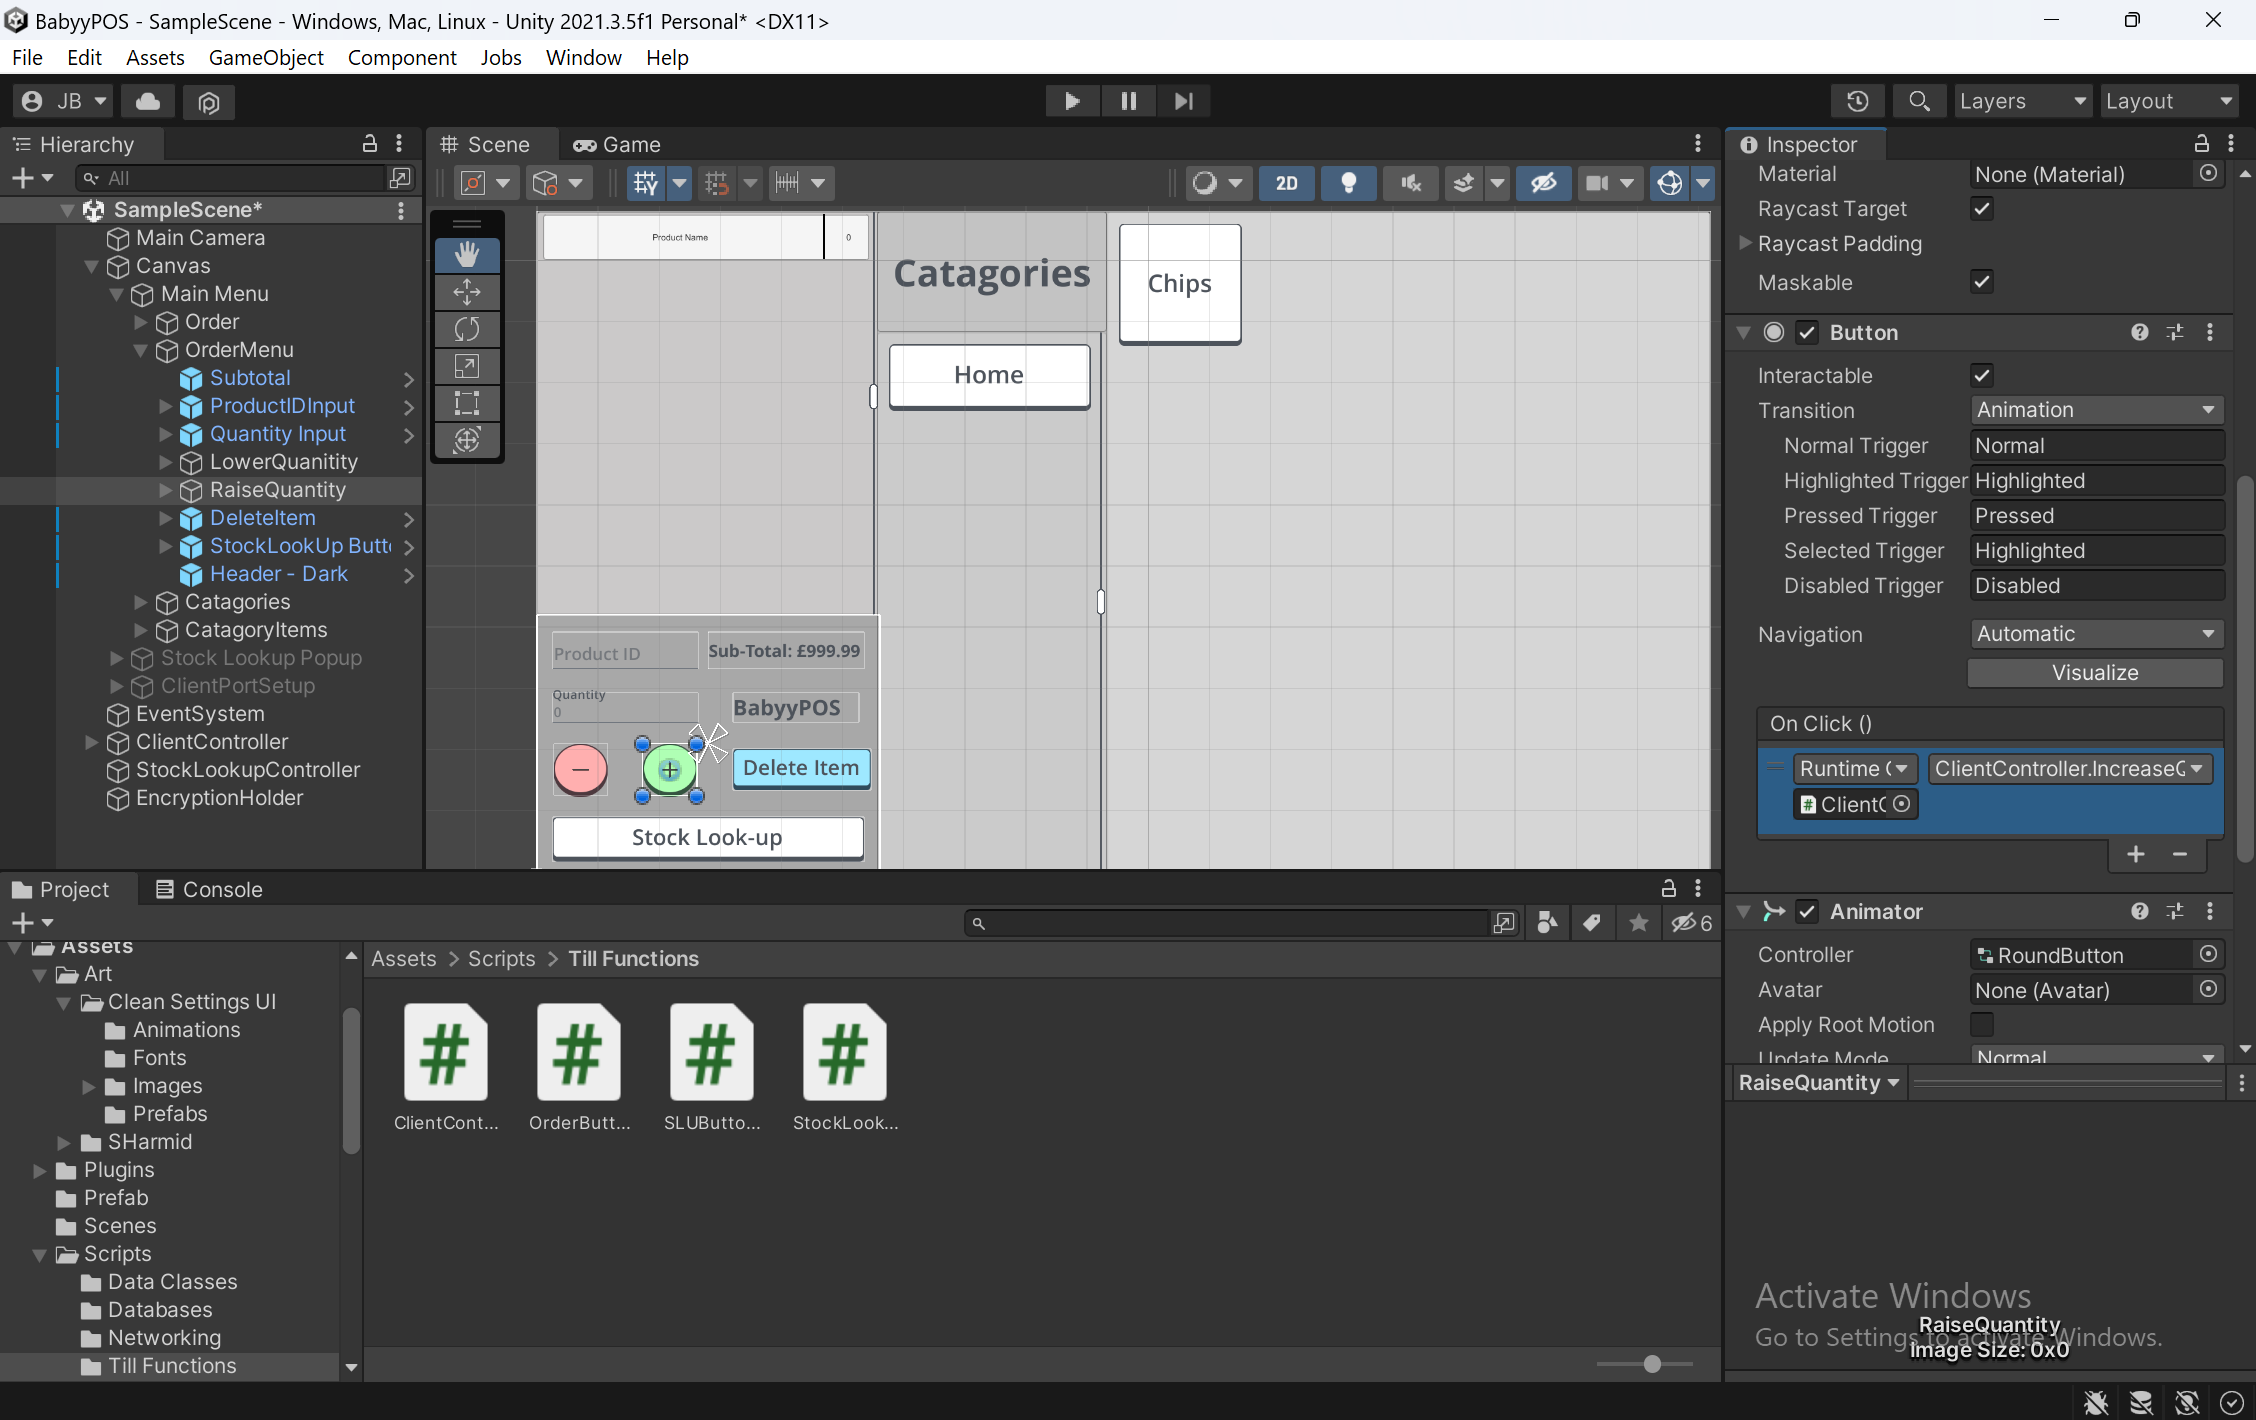 BabyyPOS - SampleScene - Windows, Mac, Linux - Unity 2021.3.5f1 Personal* <DX11>
File Edit Assets GameObject Component Jobs Window Help
JB
Layers
Layout
Hierarchy
All
SampleScene*
Main Camera
Canvas
Main Menu
Order
OrderMenu
Subtotal
ProductIDInput
Quantity Input
LowerQuanitity
RaiseQuantity
DeleteItem
StockLookUp Butt
Header - Dark
Catagories
CatagoryItems
Stock Lookup Popup
ClientPortSetup
EventSystem
ClientController
StockLookupController
EncryptionHolder
Scene
Game
2D
Product Name
0
Catagories
Home
Chips
Product ID
Sub-Total: £999.99
Quantity
0
BabyyPOS
Delete Item
Stock Look-up
Inspector
Material None (Material)
Raycast Target
Raycast Padding
Maskable
Button
Interactable
Transition Animation
Normal Trigger Normal
Highlighted Trigger Highlighted
Pressed Trigger Pressed
Selected Trigger Highlighted
Disabled Trigger Disabled
Navigation Automatic
Visualize
On Click ()
Runtime ClientController.Increase
Client
Animator
Controller RoundButton
Avatar None (Avatar)
Apply Root Motion
Update Mode Normal
RaiseQuantity
Activate Windows
Go to Settings to activate Windows.
RaiseQuantity
Image Size: 0x0
Project
Console
6
Assets
Art
Clean Settings UI
Animations
Fonts
Images
Prefabs
SHarmid
Plugins
Prefab
Scenes
Scripts
Data Classes
Databases
Networking
Till Functions
Assets > Scripts > Till Functions
ClientCont...
OrderButt...
SLUButto...
StockLook...